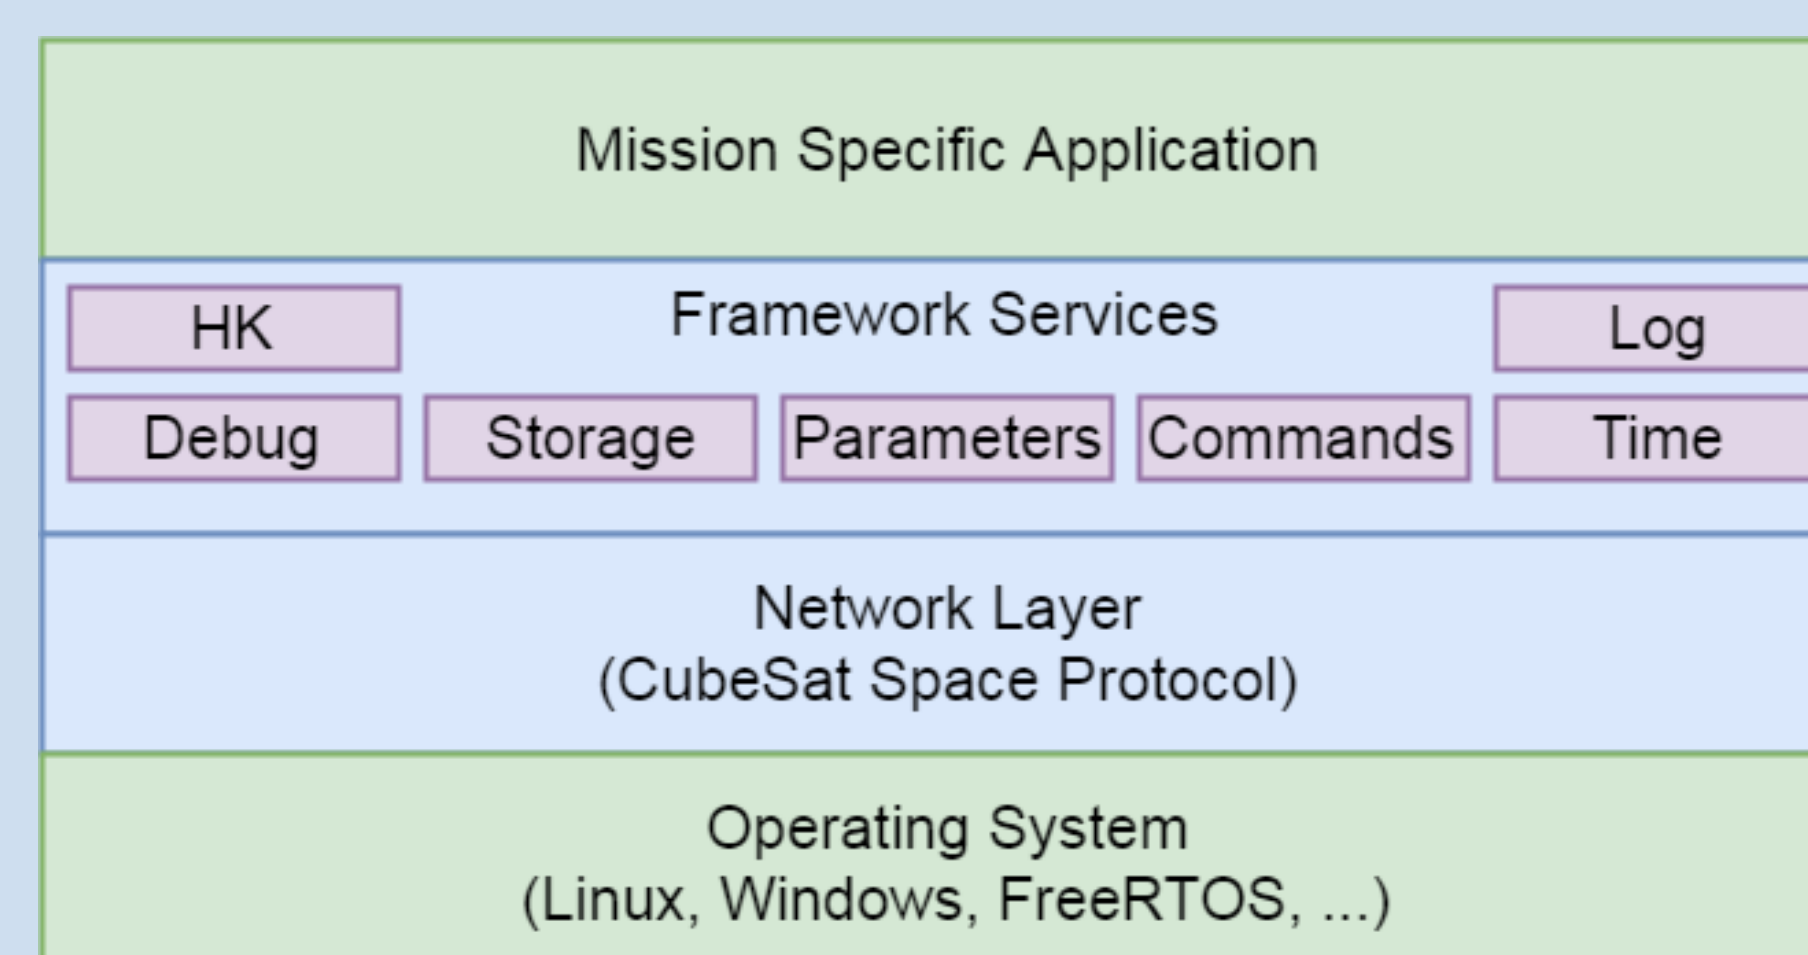 Mission Specific Application
HK
Framework Services
Log
Debug
Storage
Parameters
Commands
Time
Network Layer
(CubeSat Space Protocol)
Operating System
(Linux, Windows, FreeRTOS, ...)